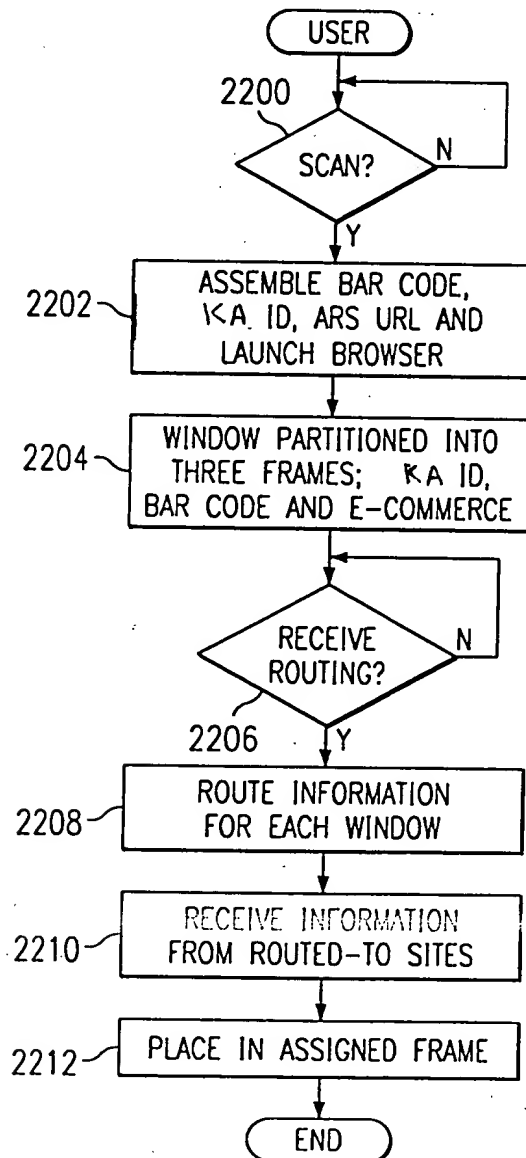 USER
2200
SCAN?
N
Y
2202
ASSEMBLE BAR CODE,
KA ID, ARS URL AND
LAUNCH BROWSER
2204
WINDOW PARTITIONED INTO
THREE FRAMES; KA ID,
BAR CODE AND E-COMMERCE
RECEIVE
ROUTING?
N
2206
Y
2208
ROUTE INFORMATION
FOR EACH WINDOW
2210
RECEIVE INFORMATION
FROM ROUTED-TO SITES
2212
PLACE IN ASSIGNED FRAME
END